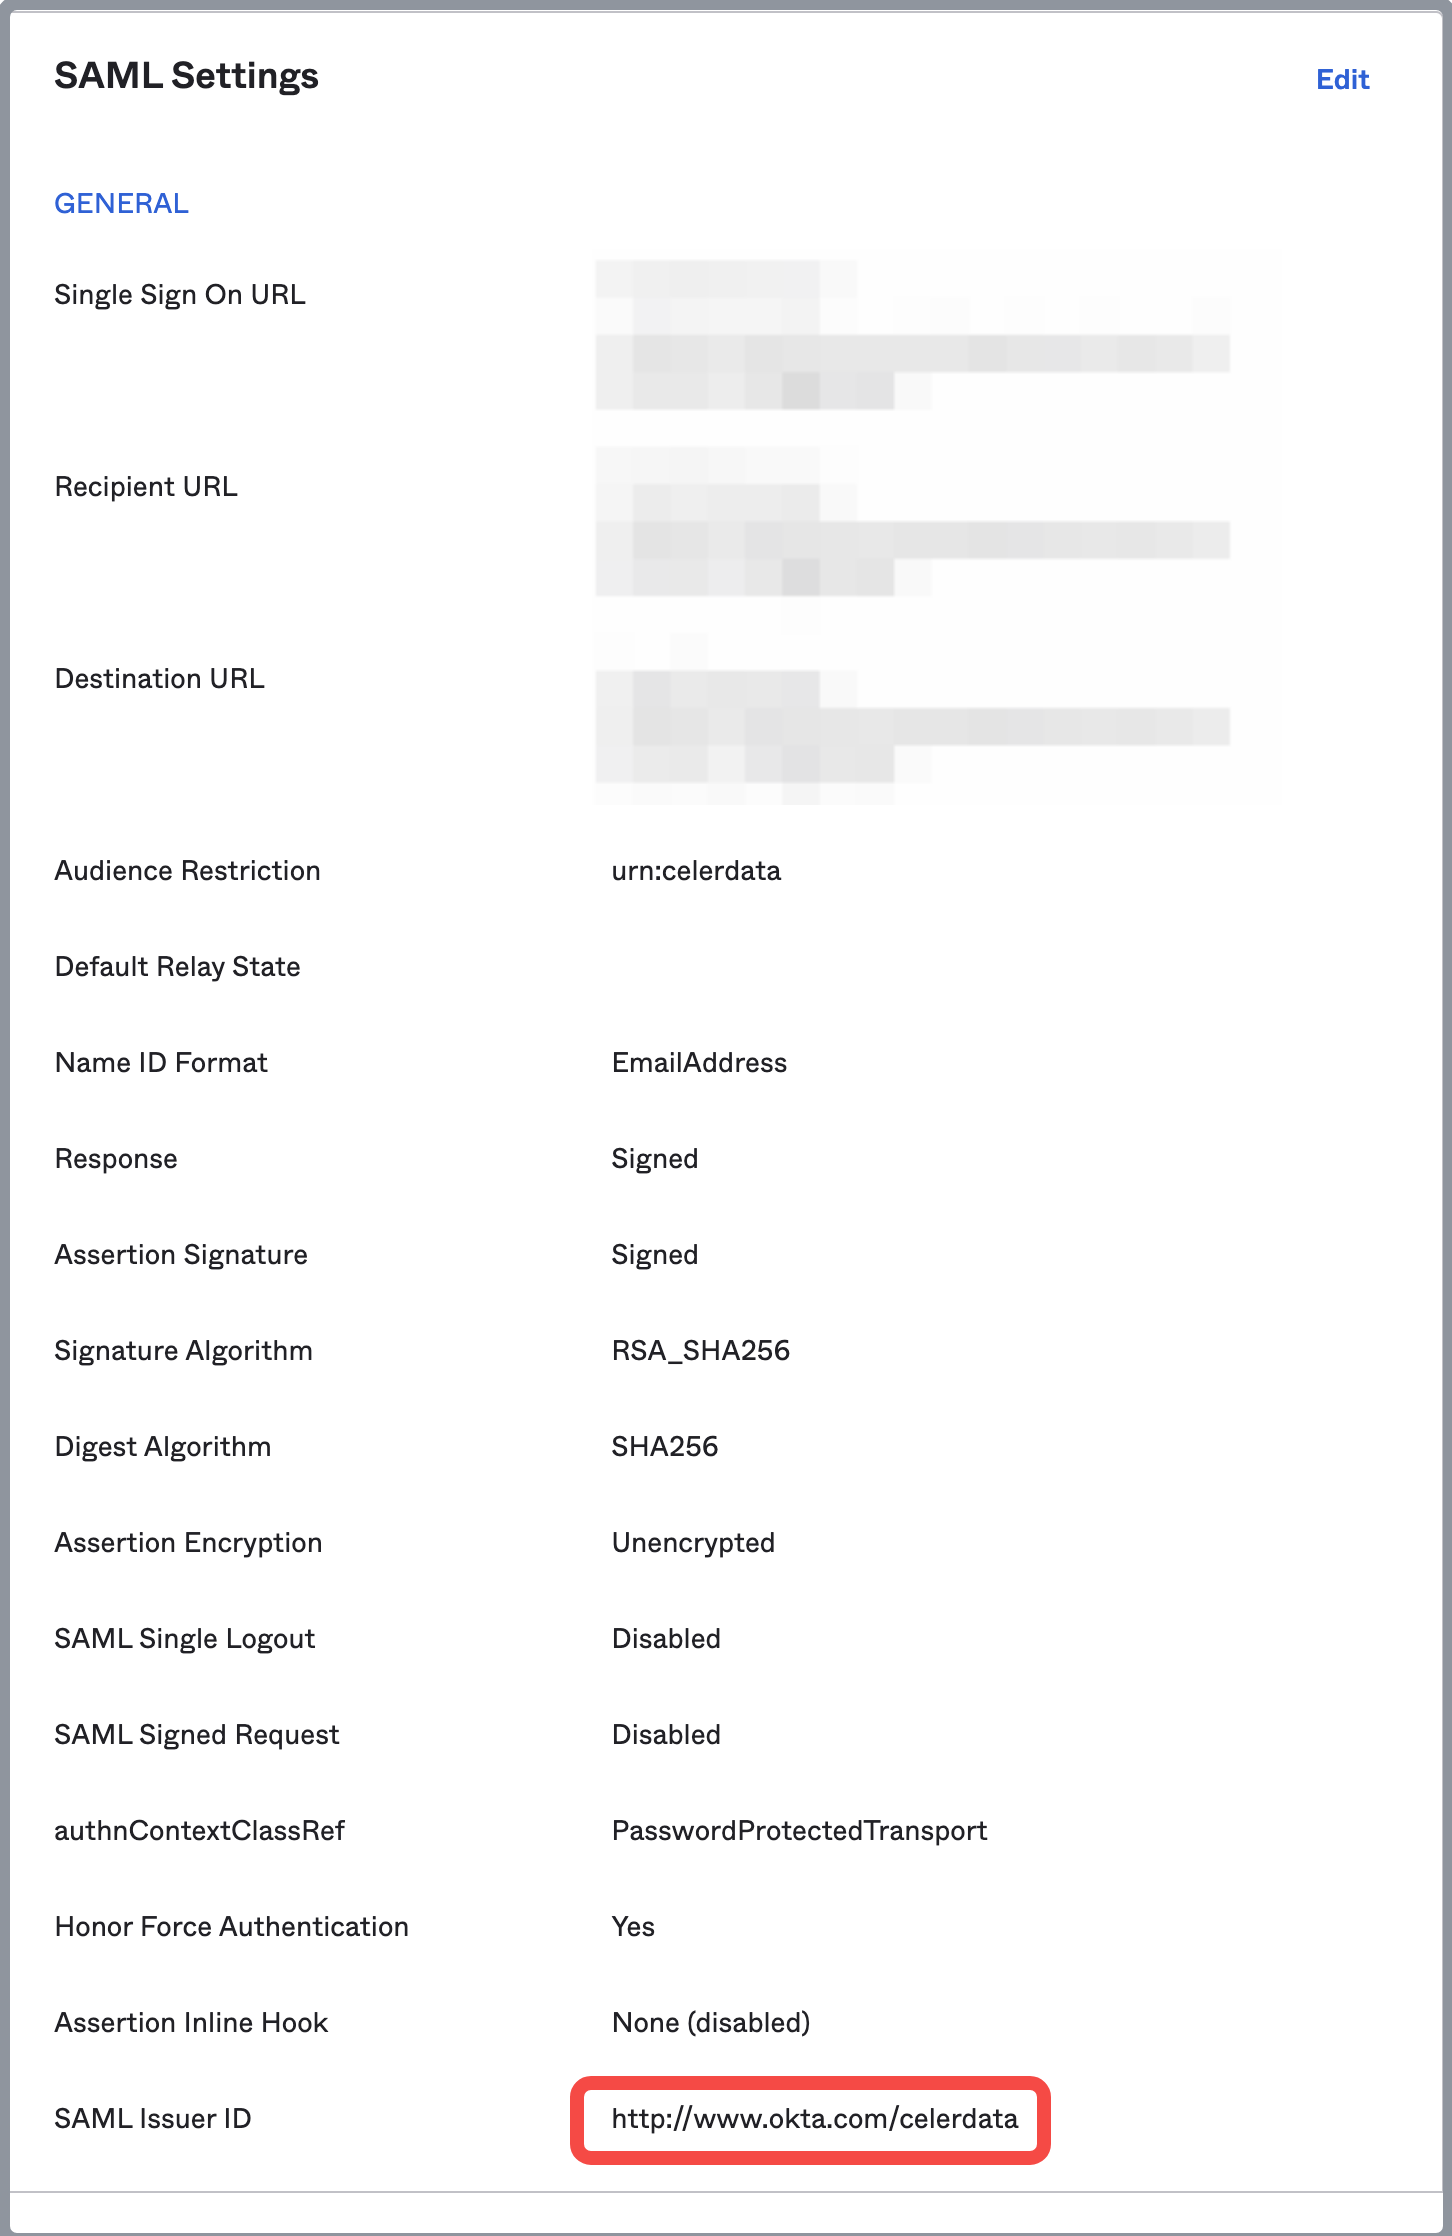 SAML Settings
Edit
GENERAL
Single Sign On URL
Recipient URL
Destination URL
Audience Restriction urn:celerdata
Default Relay State
Name ID Format EmailAddress
Response Signed
Assertion Signature Signed
Signature Algorithm RSA_SHA256
Digest Algorithm SHA256
Assertion Encryption Unencrypted
SAML Single Logout Disabled
SAML Signed Request Disabled
authnContextClassRef PasswordProtectedTransport
Honor Force Authentication Yes
Assertion Inline Hook None (disabled)
SAML Issuer ID http://www.okta.com/celerdata